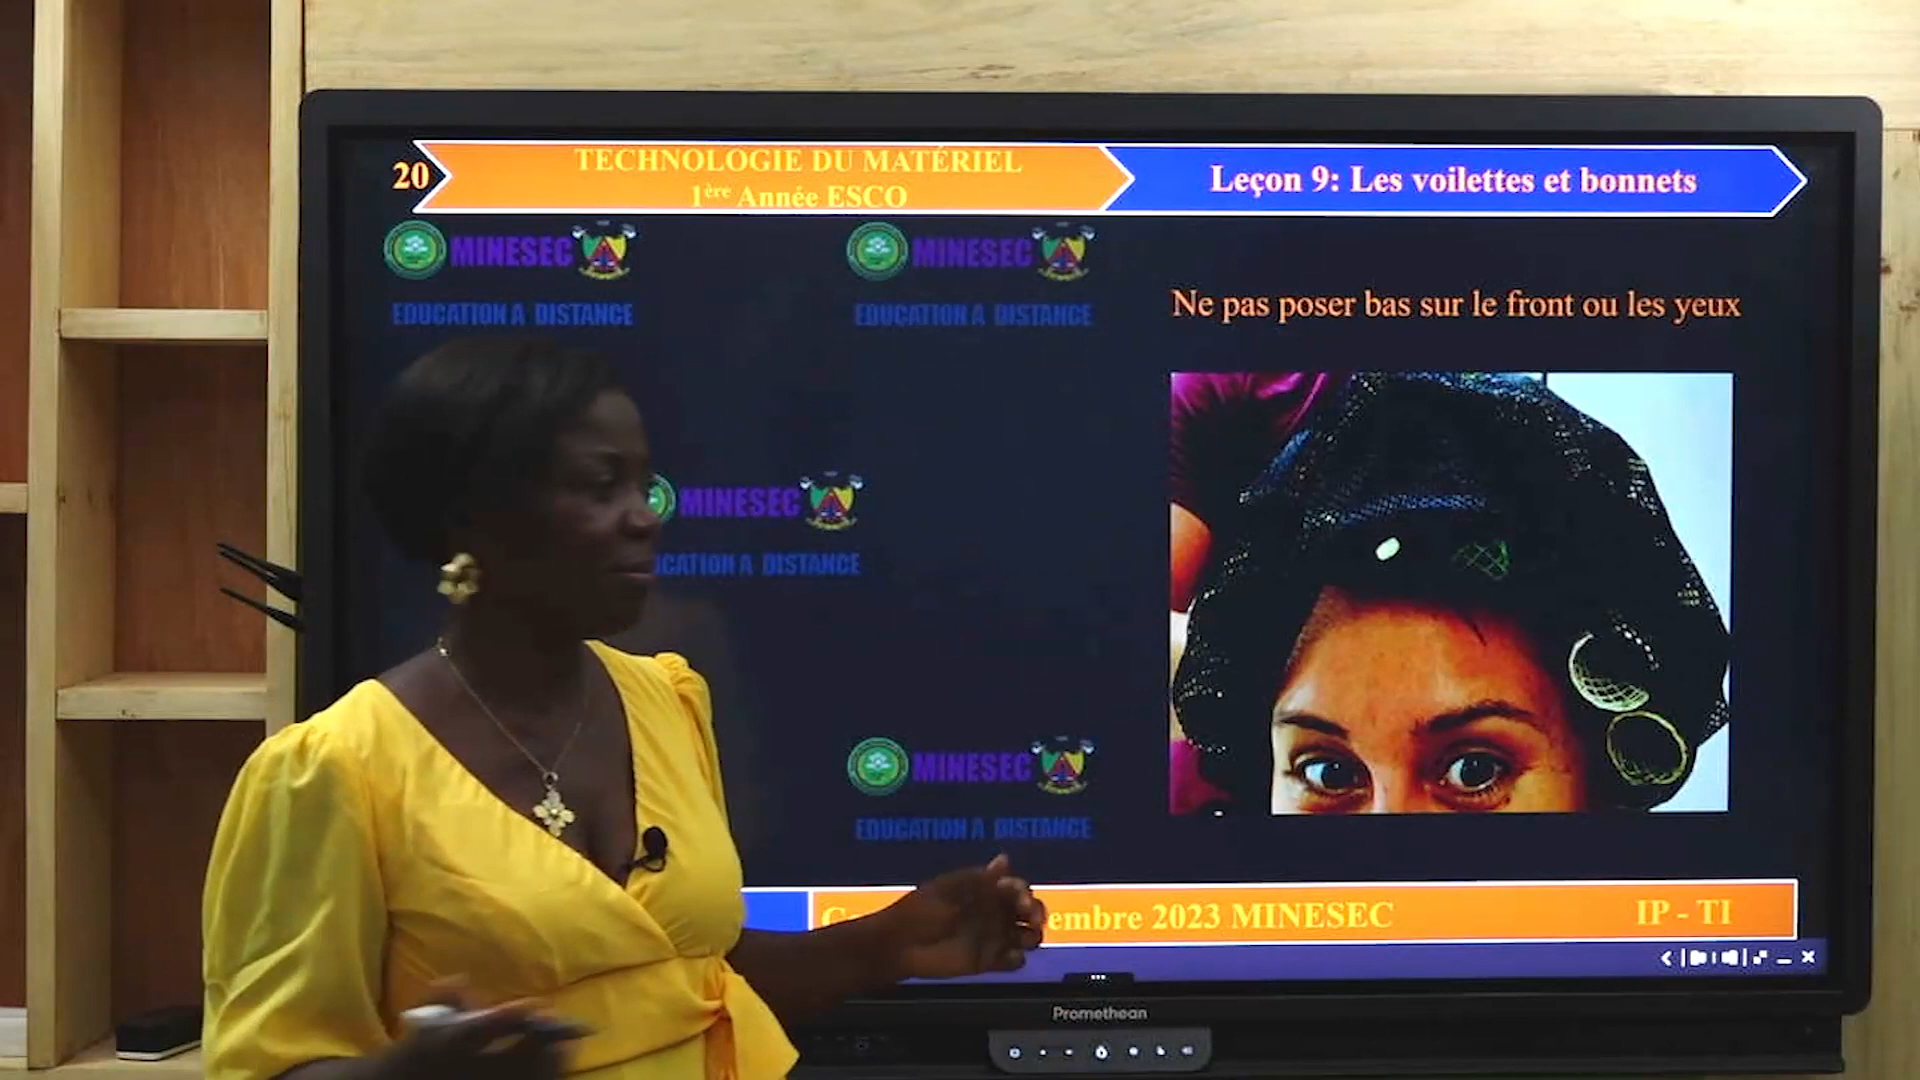 20
TECHNOLOGIE DU MATÉRIEL
1ère Année ESCO
Leçon 9: Les voilettes et bonnets
MINESEC
EDUCATION A DISTANCE
MINESEC
EDUCATION A DISTANCE
Ne pas poser bas sur le front ou les yeux
MINESEC
A DISTANCE
MINESEC
EDUCATION A DISTANCE
2023 MINESEC
IP - TI
Promethean